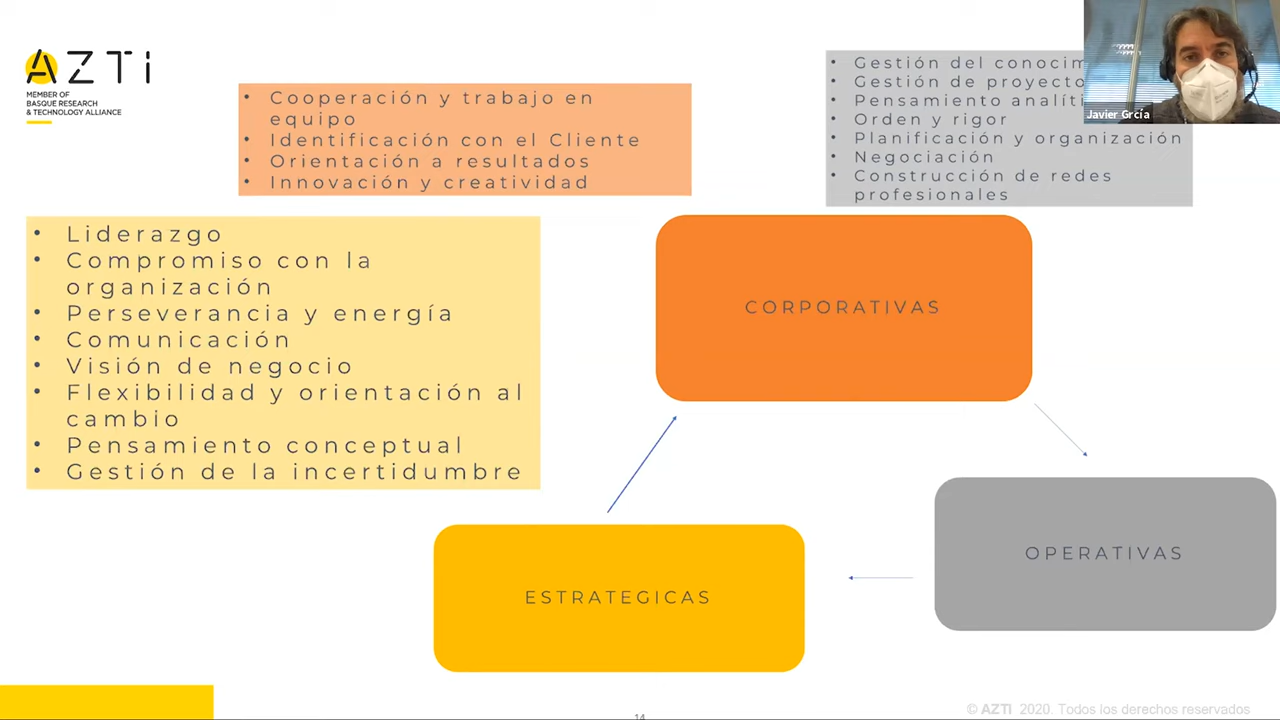 AZTi
MEMBER OF
BASQUE RESEARCH
& TECHNOLOGY ALLIANCE
• Cooperación y trabajo en
equipo
• Identificación con el Cliente
• Orientación a resultados
• Innovación y creatividad
• Gestión del
• Gestión de
• Pensamiento
• Orden y rigor
• Planificación y organización
• Negociación
• Construcción de redes
profesionales
Javier Grcía
• Liderazgo
• Compromiso con la
organización
• Perseverancia y energía
• Comunicación
• Visión de negocio
• Flexibilidad y orientación al
cambio
• Pensamiento conceptual
• Gestión de la incertidumbre
CORPORATIVAS
OPERATIVAS
ESTRATEGICAS
14
© AZTI 2020. Todos los derechos reservados